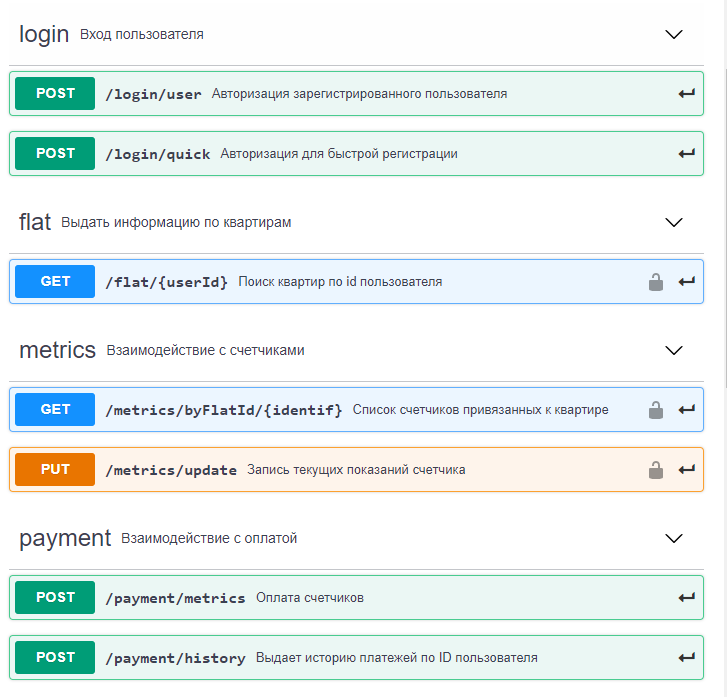 login Вход пользователя
POST /login/user Авторизация зарегистрированного пользователя
POST /login/quick Авторизация для быстрой регистрации
flat Выдать информацию по квартирам
GET /flat/{userId} Поиск квартир по id пользователя
metrics Взаимодействие с счетчиками
GET /metrics/byFlatId/{identif} Список счетчиков привязанных к квартире
PUT /metrics/update Запись текущих показаний счетчика
payment Взаимодействие с оплатой
POST /payment/metrics Оплата счетчиков
POST /payment/history Выдает историю платежей по ID пользователя